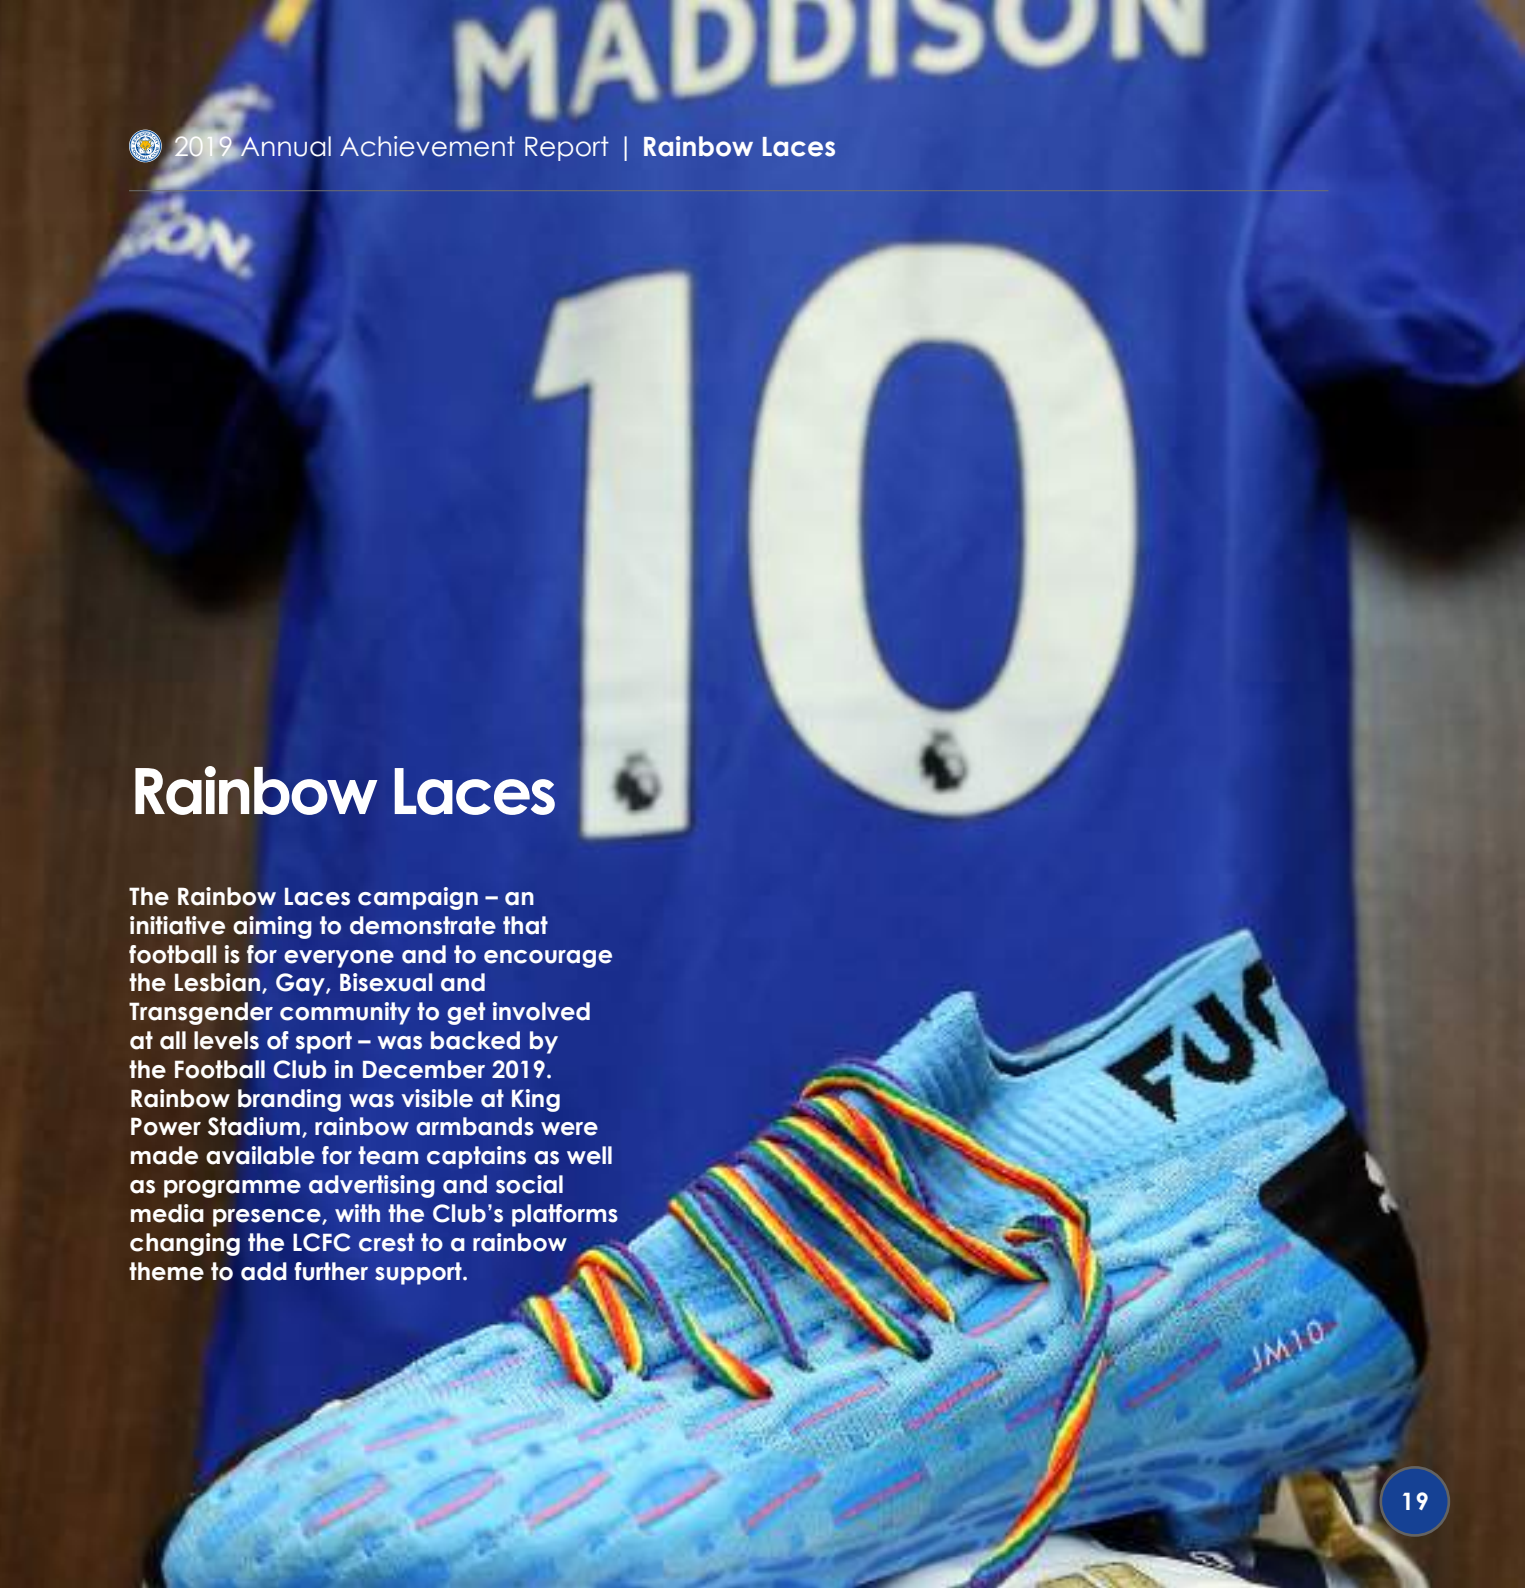 MADDISON
2019 Annual Achievement Report | Rainbow Laces
10
Rainbow Laces
The Rainbow Laces campaign – an
initiative aiming to demonstrate that
football is for everyone and to encourage
the Lesbian, Gay, Bisexual and
Transgender community to get involved
at all levels of sport – was backed by
the Football Club in December 2019.
Rainbow branding was visible at King
Power Stadium, rainbow armbands were
made available for team captains as well
as programme advertising and social
media presence, with the Club’s platforms
changing the LCFC crest to a rainbow
theme to add further support.
JM10
19